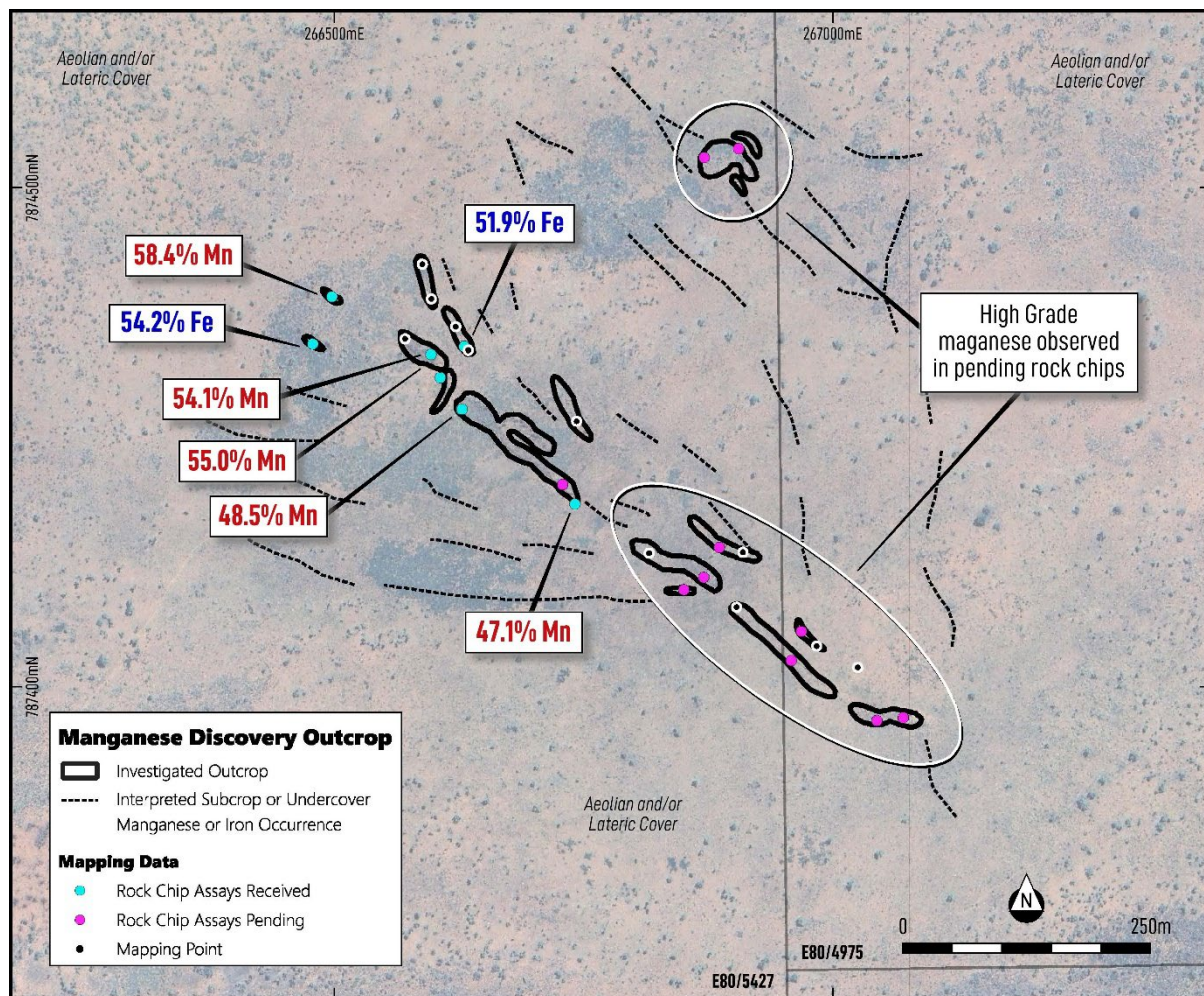 266500mE
267000mE
Aeolian and/or
Lateric Cover
Aeolian and/or
Lateric Cover
7874500mN
51.9% Fe
58.4% Mn
54.2% Fe
High Grade
maganese observed
in pending rock chips
54.1% Mn
55.0% Mn
48.5% Mn
47.1% Mn
787400mN
Manganese Discovery Outcrop
Investigated Outcrop
Interpreted Subcrop or Undercover
Manganese or Iron Occurrence
Mapping Data
Rock Chip Assays Received
Rock Chip Assays Pending
Mapping Point
Aeolian and/or
Lateric Cover
N
0 250m
E80/4975
E80/5427